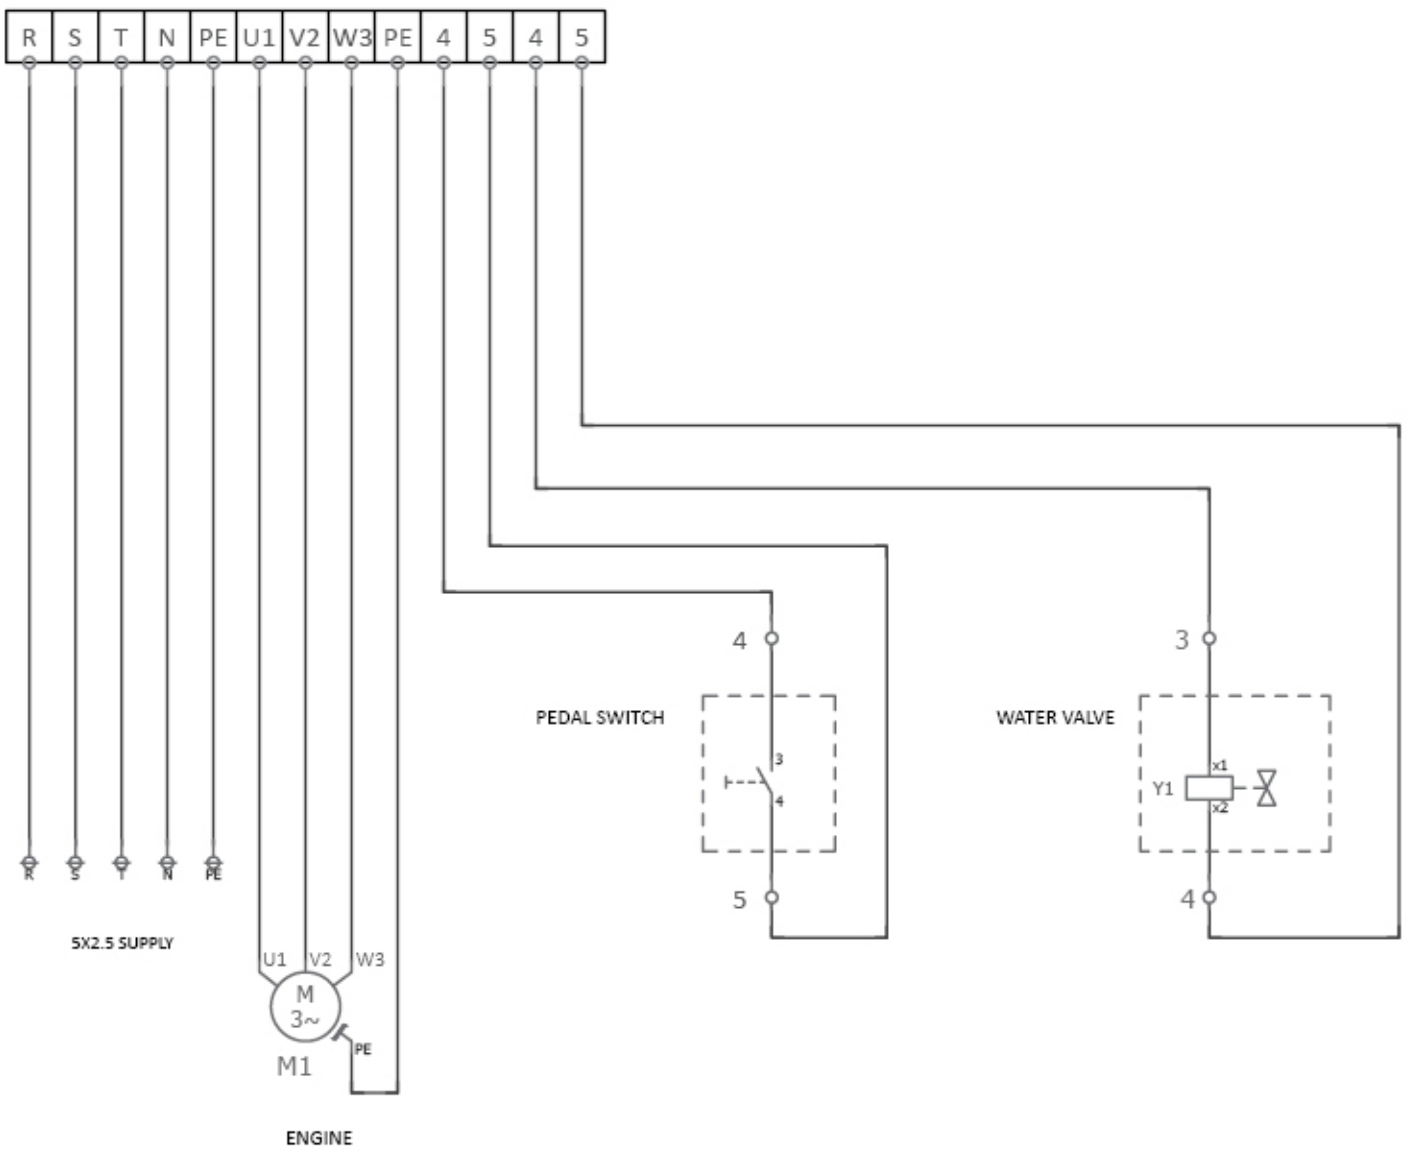 R S T N PE U1 V2 W3 PE 4 5 4 5
4
3
PEDAL SWITCH
WATER VALVE
3
4
x1
Y1
x2
R S T N PE
5
4
5X2.5 SUPPLY
U1 V2 W3
M
3~
PE
M1
ENGINE